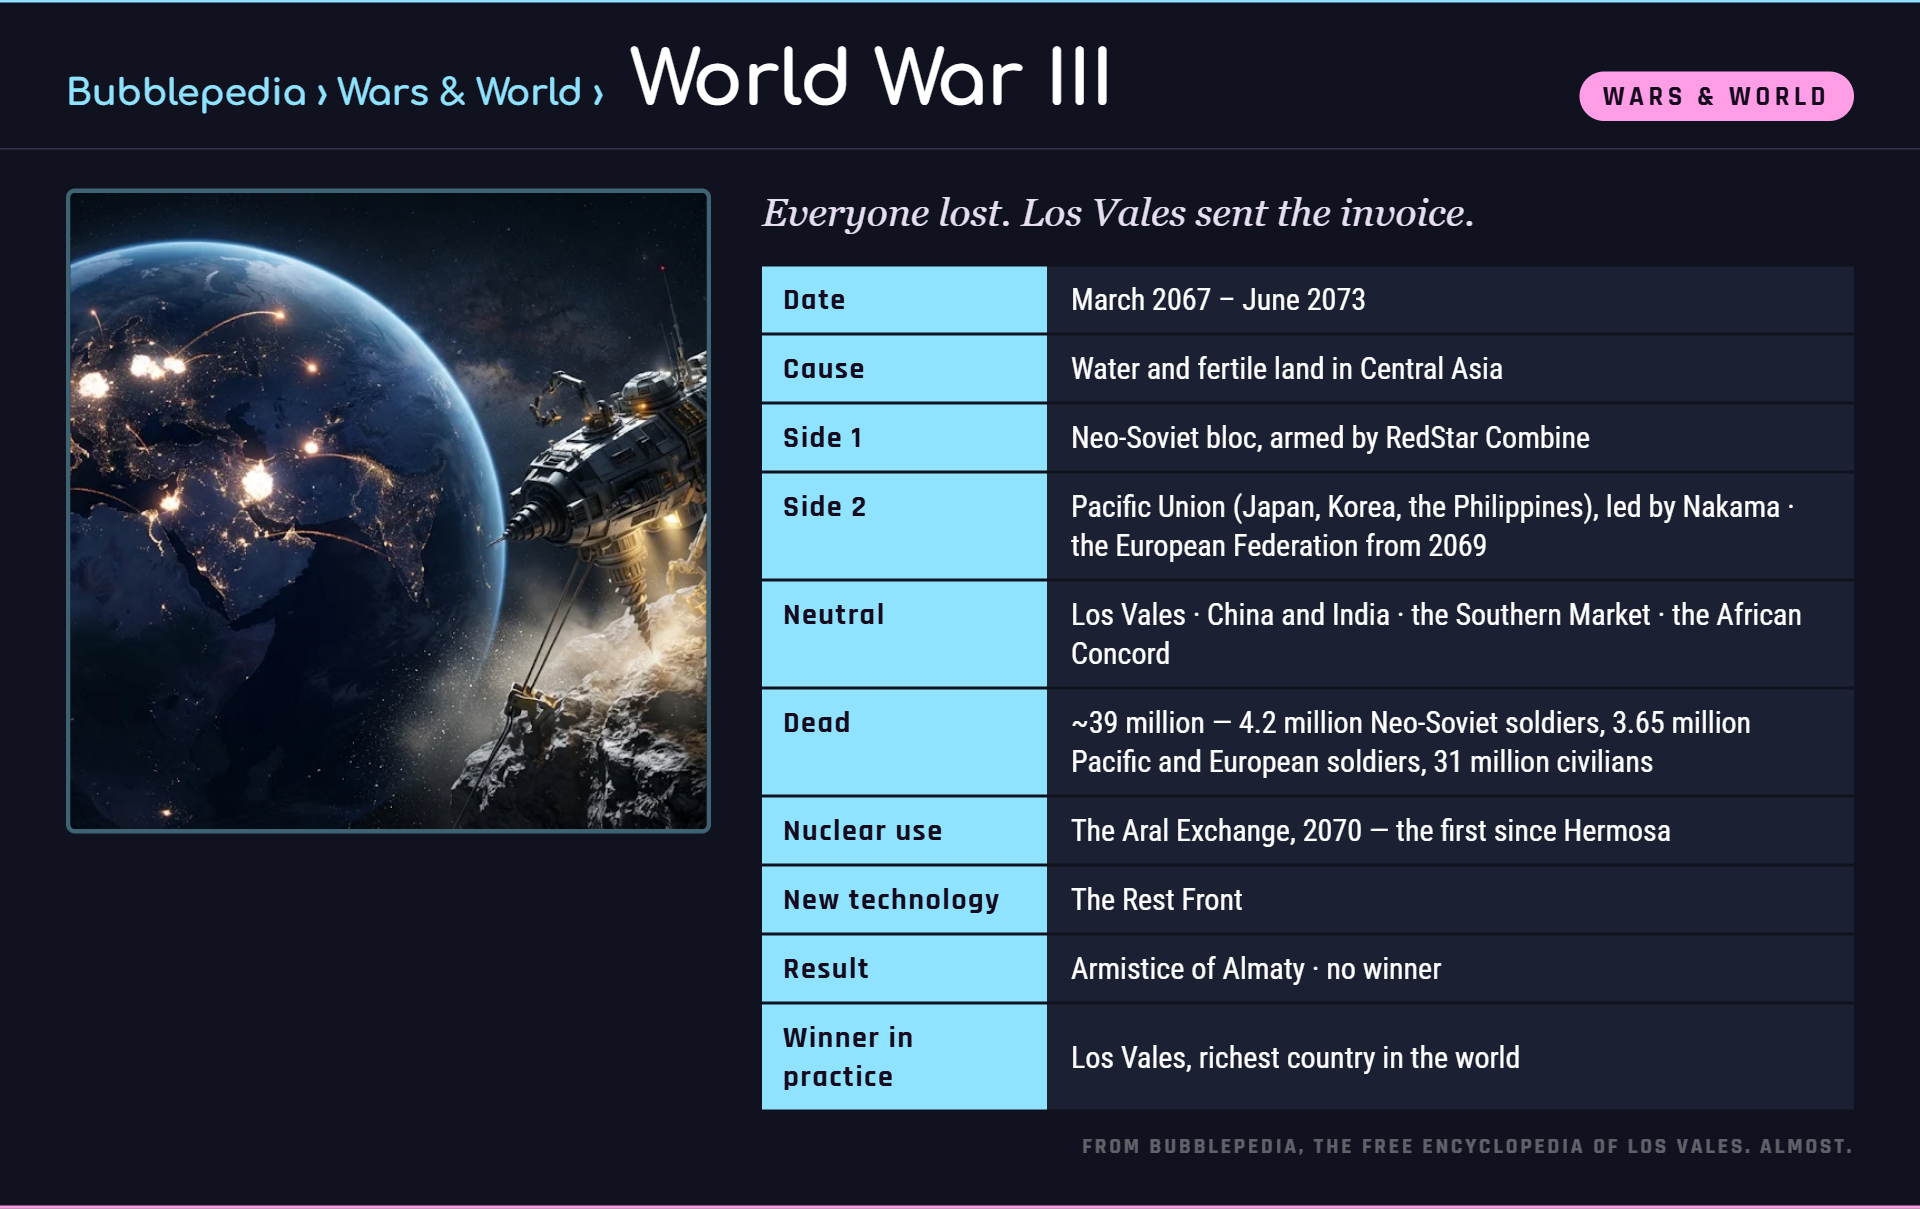 Bubblepedia › Wars & World › World War III
WARS & WORLD
Everyone lost. Los Vales sent the invoice.
Date March 2067 – June 2073
Cause Water and fertile land in Central Asia
Side 1 Neo-Soviet bloc, armed by RedStar Combine
Side 2 Pacific Union (Japan, Korea, the Philippines), led by Nakama ·
the European Federation from 2069
Neutral Los Vales · China and India · the Southern Market · the African
Concord
Dead ~39 million — 4.2 million Neo-Soviet soldiers, 3.65 million
Pacific and European soldiers, 31 million civilians
Nuclear use The Aral Exchange, 2070 — the first since Hermosa
New technology The Rest Front
Result Armistice of Almaty · no winner
Winner in
practice Los Vales, richest country in the world
FROM BUBBLEPEDIA, THE FREE ENCYCLOPEDIA OF LOS VALES. ALMOST.